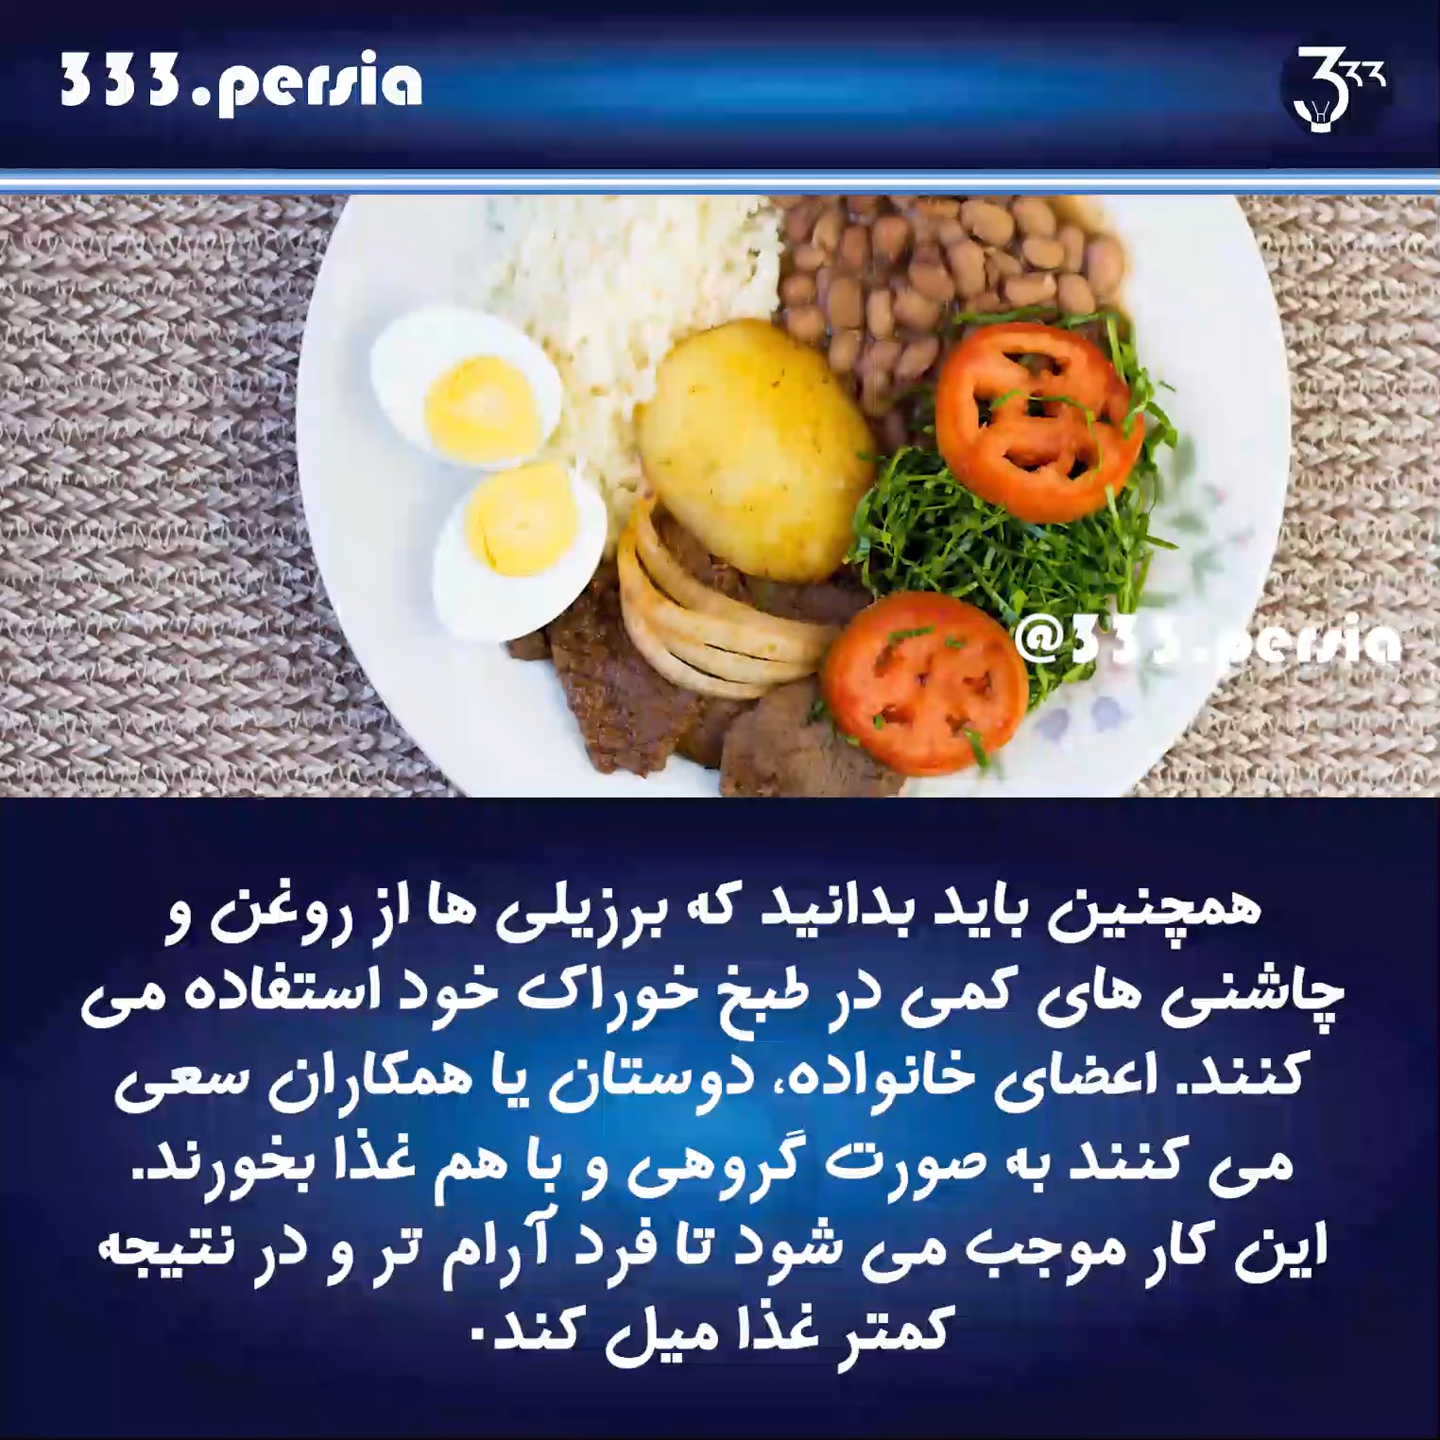 333.persia
333
@333.persia
همچنین باید بدانید که برزیلی ها از روغن و
چاشنی های کمی در طبخ خوراک خود استفاده می
کنند. اعضای خانواده، دوستان یا همکاران سعی
می کنند به صورت گروهی و با هم غذا بخورند.
این کار موجب می شود تا فرد آرام تر و در نتیجه
کمتر غذا میل کند.